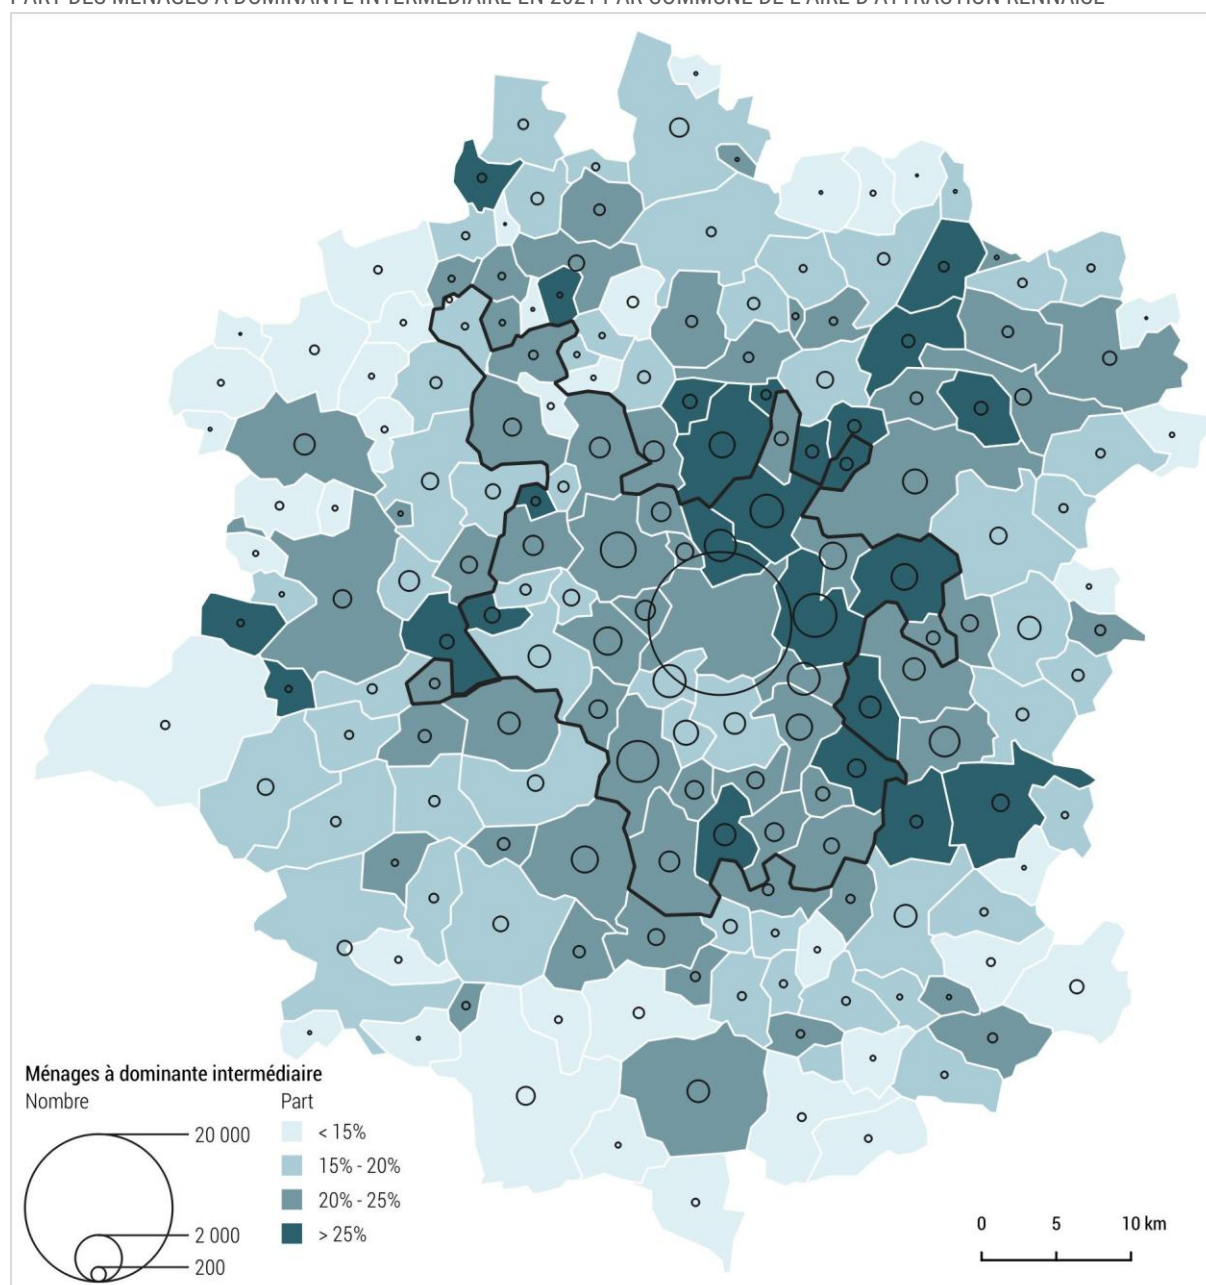 PART DES MÉNAGES À DOMINANTE INTERMÉDIAIRE EN 2021 PAR COMMUNE DE L'AIRE D'ATTRACTION RENNAISE
Ménages à dominante intermédiaire
Nombre
20 000
2 000
200
Part
< 15%
15% - 20%
20% - 25%
> 25%
0 5 10 km